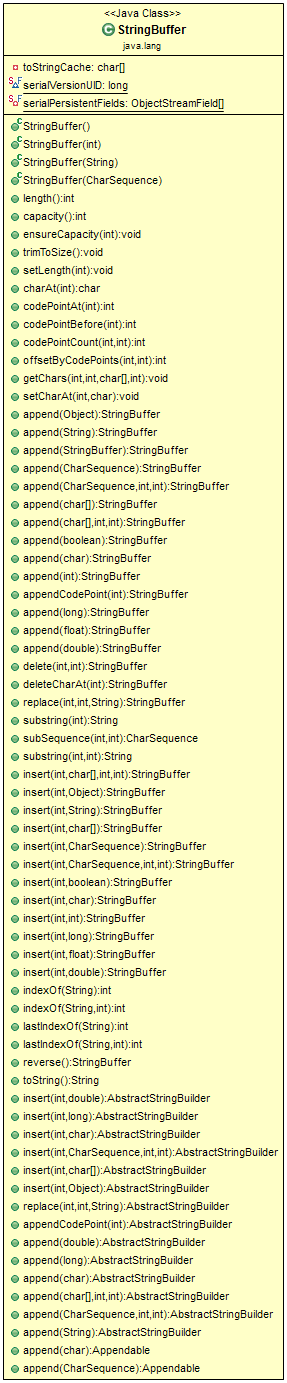 <<Java Class>>
C StringBuffer
java.lang
toStringCache: char[]
S F serialVersionUID: long
S F serialPersistentFields: ObjectStreamField[]
C StringBuffer()
C StringBuffer(int)
C StringBuffer(String)
C StringBuffer(CharSequence)
length():int
capacity():int
ensureCapacity(int):void
trimToSize():void
setLength(int):void
charAt(int):char
codePointAt(int):int
codePointBefore(int):int
codePointCount(int,int):int
offsetByCodePoints(int,int):int
getChars(int,int,char[],int):void
setCharAt(int,char):void
append(Object):StringBuffer
append(String):StringBuffer
append(StringBuffer):StringBuffer
append(CharSequence):StringBuffer
append(CharSequence,int,int):StringBuffer
append(char[]):StringBuffer
append(char[],int,int):StringBuffer
append(boolean):StringBuffer
append(char):StringBuffer
append(int):StringBuffer
appendCodePoint(int):StringBuffer
append(long):StringBuffer
append(float):StringBuffer
append(double):StringBuffer
delete(int,int):StringBuffer
deleteCharAt(int):StringBuffer
replace(int,int,String):StringBuffer
substring(int):String
subSequence(int,int):CharSequence
substring(int,int):String
insert(int,char[],int,int):StringBuffer
insert(int,Object):StringBuffer
insert(int,String):StringBuffer
insert(int,char[]):StringBuffer
insert(int,CharSequence):StringBuffer
insert(int,CharSequence,int,int):StringBuffer
insert(int,boolean):StringBuffer
insert(int,char):StringBuffer
insert(int,int):StringBuffer
insert(int,long):StringBuffer
insert(int,float):StringBuffer
insert(int,double):StringBuffer
indexOf(String):int
indexOf(String,int):int
lastIndexOf(String):int
lastIndexOf(String,int):int
reverse():StringBuffer
toString():String
insert(int,double):AbstractStringBuilder
insert(int,long):AbstractStringBuilder
insert(int,char):AbstractStringBuilder
insert(int,CharSequence,int,int):AbstractStringBuilder
insert(int,char[]):AbstractStringBuilder
insert(int,Object):AbstractStringBuilder
replace(int,int,String):AbstractStringBuilder
appendCodePoint(int):AbstractStringBuilder
append(double):AbstractStringBuilder
append(long):AbstractStringBuilder
append(char):AbstractStringBuilder
append(char[],int,int):AbstractStringBuilder
append(CharSequence,int,int):AbstractStringBuilder
append(String):AbstractStringBuilder
append(char):Appendable
append(CharSequence):Appendable